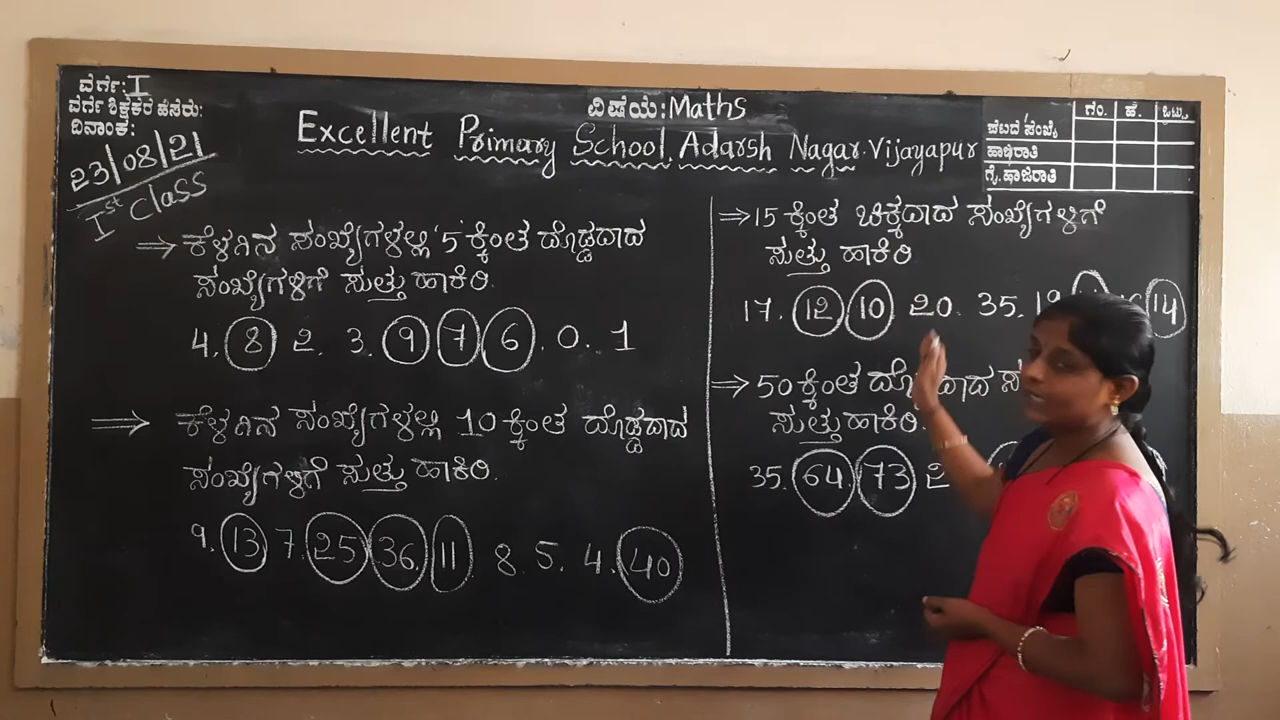 ವರ್ಗ: I
ವರ್ಗ ಶಿಕ್ಷಕರ ಹೆಸರು:
ದಿನಾಂಕ:
23/08/21
Ist Class
ವಿಷಯ: Maths
Excellent Primary School, Adarsh Nagar. Vijayapur
ಗಂ. ಹೆ. ಒಟ್ಟು
ಪಟದ ಸಂಖ್ಯೆ
ಹಾಜರಾತಿ
ಗೈ. ಹಾಜರಾತಿ
⇒ ಕೆಳಗಿನ ಸಂಖ್ಯೆಗಳಲ್ಲಿ '5 ಕ್ಕಿಂತ ದೊಡ್ಡದಾದ
ಸಂಖ್ಯೆಗಳಿಗೆ ಸುತ್ತು ಹಾಕಿರಿ.
4. 8 2. 3. 9 7 6. 0. 1
⇒ ಕೆಳಗಿನ ಸಂಖ್ಯೆಗಳಲ್ಲಿ 10 ಕ್ಕಿಂತ ದೊಡ್ಡದಾದ
ಸಂಖ್ಯೆಗಳಿಗೆ ಸುತ್ತು ಹಾಕಿರಿ.
9. 13 7. 25 36. 11 8 5. 4. 40
⇒ 15 ಕ್ಕಿಂತ ಚಿಕ್ಕದಾದ ಸಂಖ್ಯೆಗಳಿಗೆ
ಸುತ್ತು ಹಾಕಿರಿ.
17. 12 10 20. 35. 14
⇒ 50 ಕ್ಕಿಂತ ದೊಡ್ಡದಾದ
ಸುತ್ತು ಹಾಕಿರಿ.
35. 64. 73